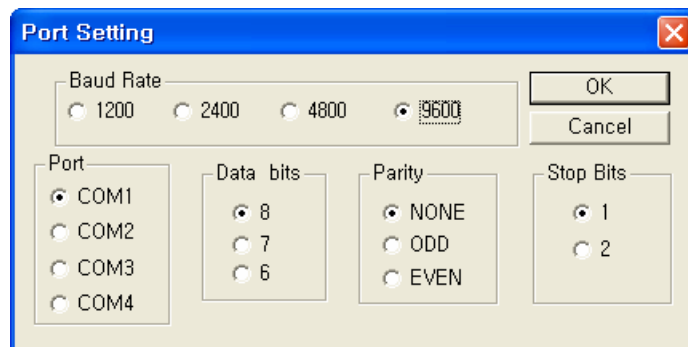 Port Setting
Baud Rate
1200 2400 4800 9600
OK
Cancel
Port
COM1
COM2
COM3
COM4
Data bits
8
7
6
Parity
NONE
ODD
EVEN
Stop Bits
1
2